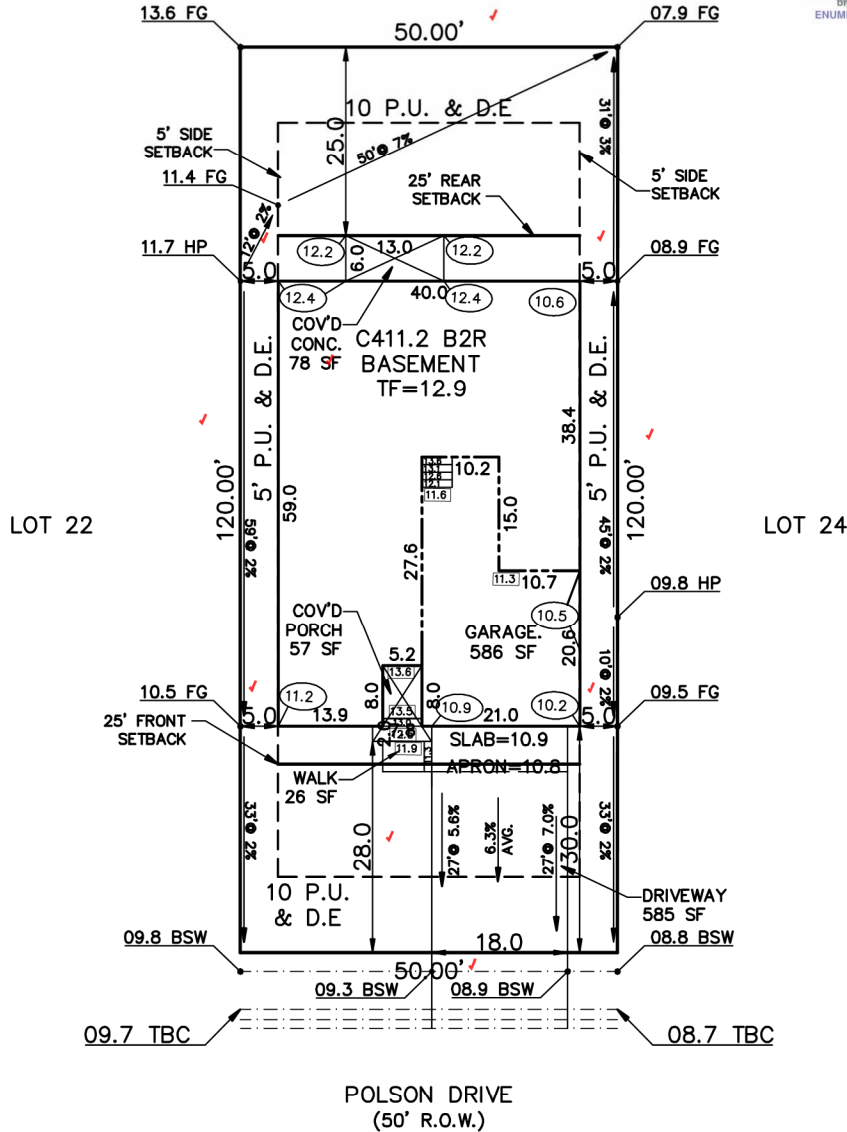 13.6 FG
50.00'
07.9 FG
ENUM
10 P.U. & D.E
5' SIDE
SETBACK
25.0
50'@ 7%
31'@ 3%
5' SIDE
SETBACK
11.4 FG
25' REAR
SETBACK
12'@ 2%
11.7 HP
12.2
6.0
13.0
12.2
08.9 FG
5.0
5.0
12.4
40.0
12.4
10.6
COV'D
CONC.
78 SF
C411.2 B2R
BASEMENT
TF=12.9
5' P.U. & D.E.
5' P.U. & D.E.
38.4
120.00'
120.00'
59.0
59'@ 2%
45'@ 2%
LOT 22
LOT 24
13.6
13.1
12.6
12.1
11.6
10.2
15.0
27.6
11.3
10.7
09.8 HP
10.5
COV'D
PORCH
57 SF
GARAGE.
586 SF
20.6
10'@ 2%
5.2
13.6
8.0
8.0
13.5
10.5 FG
11.2
10.9
10.2
09.5 FG
5.0
13.9
21.0
5.0
25' FRONT
SETBACK
11.9
SLAB=10.9
APRON=10.8
WALK
26 SF
33'@ 2%
28.0
27'@ 5.6%
6.3%
AVG.
27'@ 7.0%
30.0
33'@ 2%
10 P.U.
& D.E
DRIVEWAY
585 SF
09.8 BSW
18.0
08.8 BSW
50.00'
09.3 BSW
08.9 BSW
09.7 TBC
08.7 TBC
POLSON DRIVE
(50' R.O.W.)